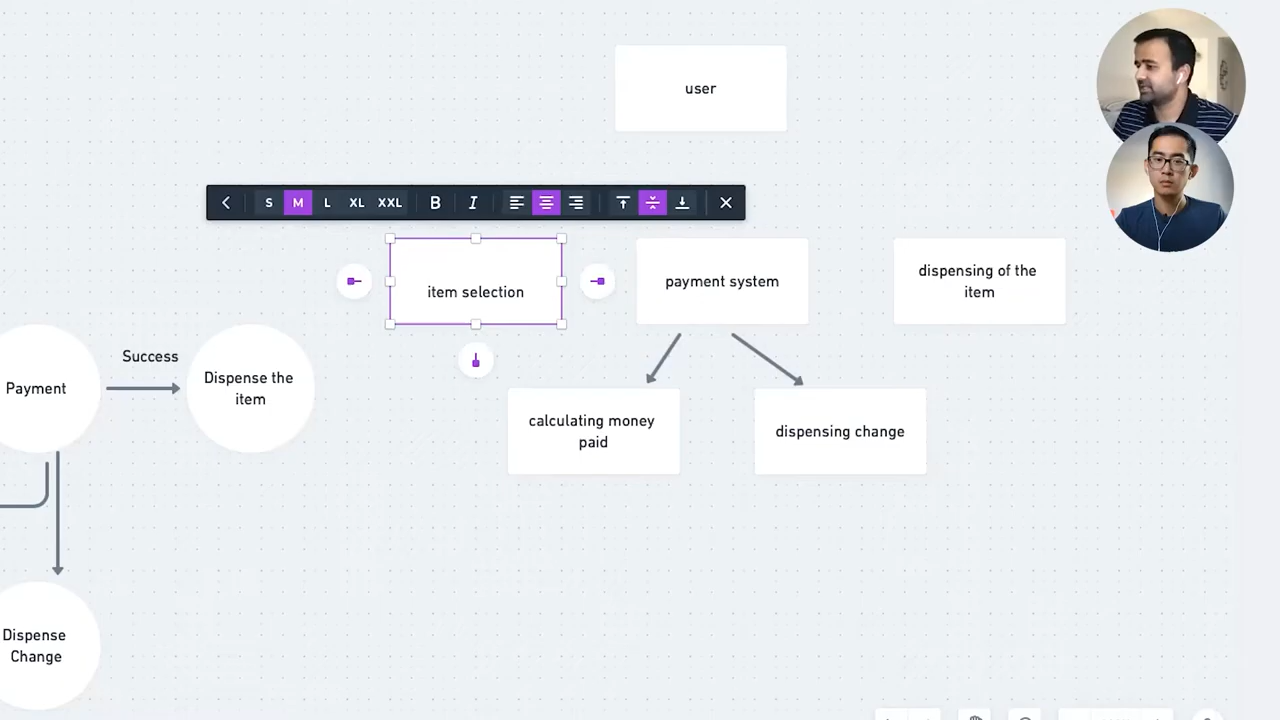 user
S M L XL XXL B I
item selection
payment system
dispensing of the
item
Success
Payment
Dispense the
item
calculating money
paid
dispensing change
Dispense
Change